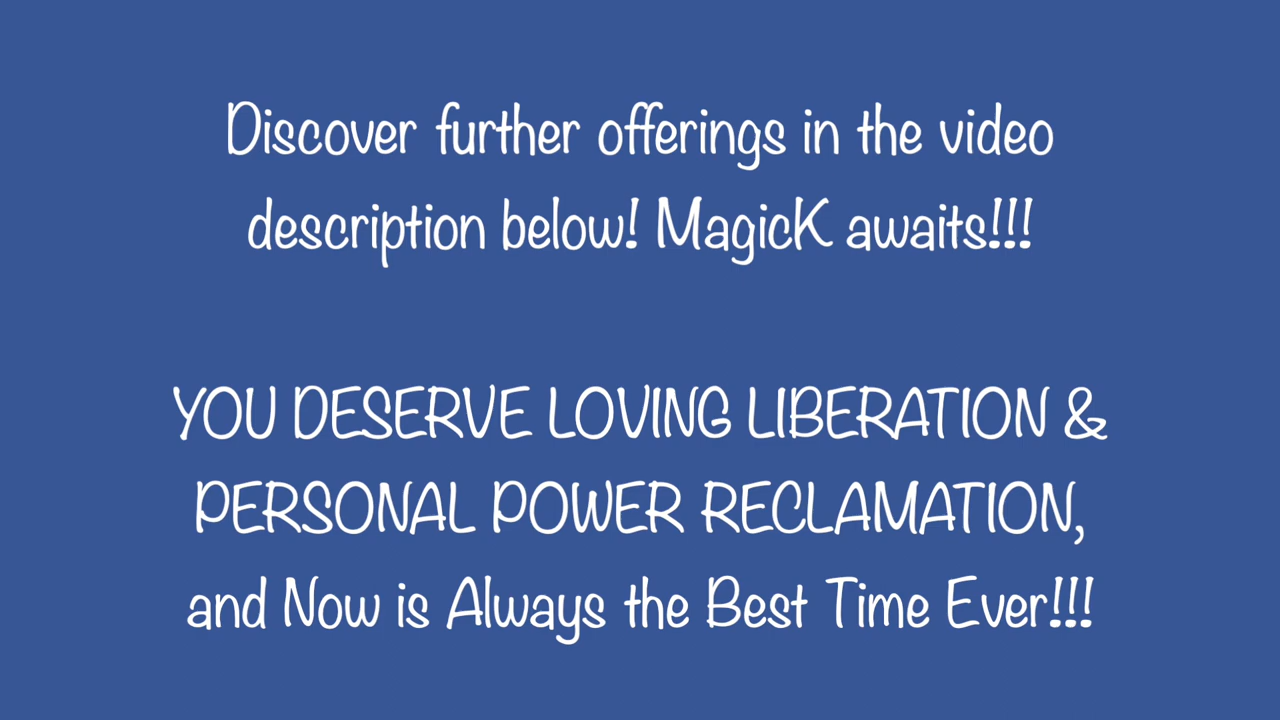 Discover further offerings in the video
description below! MagicK awaits!!!
YOU DESERVE LOVING LIBERATION &
PERSONAL POWER RECLAMATION,
and Now is Always the Best Time Ever!!!